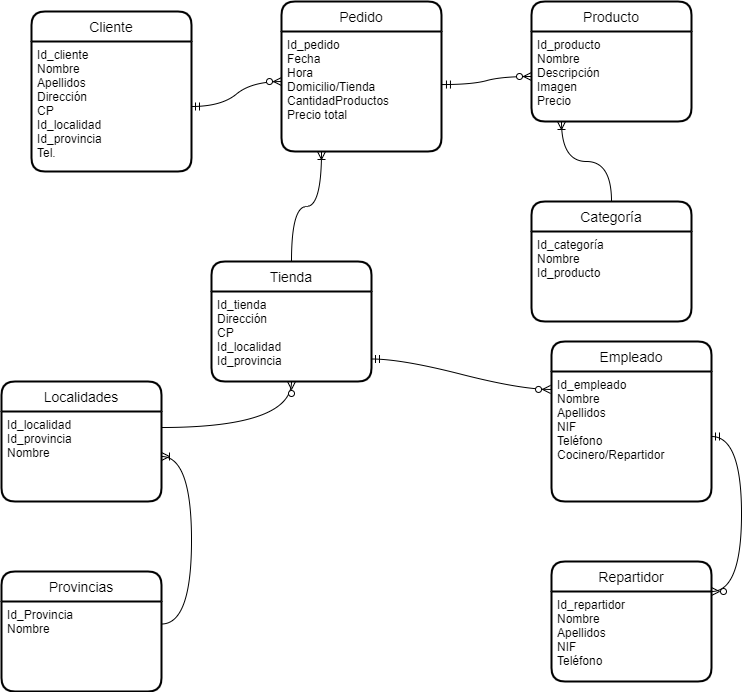 Cliente
Id_cliente
Nombre
Apellidos
Dirección
CP
Id_localidad
Id_provincia
Tel.
Pedido
Id_pedido
Fecha
Hora
Domicilio/Tienda
CantidadProductos
Precio total
Producto
Id_producto
Nombre
Descripción
Imagen
Precio
Categoría
Id_categoría
Nombre
Id_producto
Tienda
Id_tienda
Dirección
CP
Id_localidad
Id_provincia
Empleado
Id_empleado
Nombre
Apellidos
NIF
Teléfono
Cocinero/Repartidor
Localidades
Id_localidad
Id_provincia
Nombre
Provincias
Id_Provincia
Nombre
Repartidor
Id_repartidor
Nombre
Apellidos
NIF
Teléfono